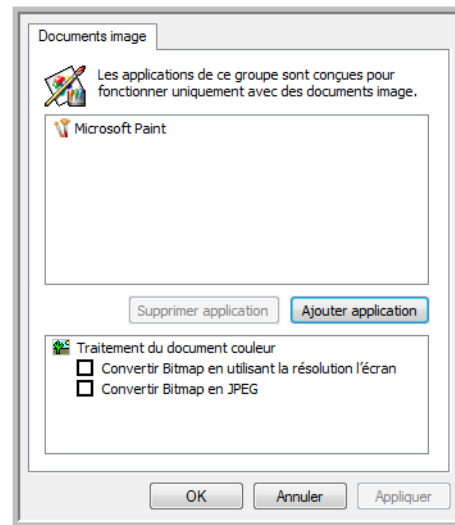 Documents image
Les applications de ce groupe sont conçues pour
fonctionner uniquement avec des documents image.
Microsoft Paint
Supprimer application
Ajouter application
Traitement du document couleur
Convertir Bitmap en utilisant la résolution l'écran
Convertir Bitmap en JPEG
OK
Annuler
Appliquer